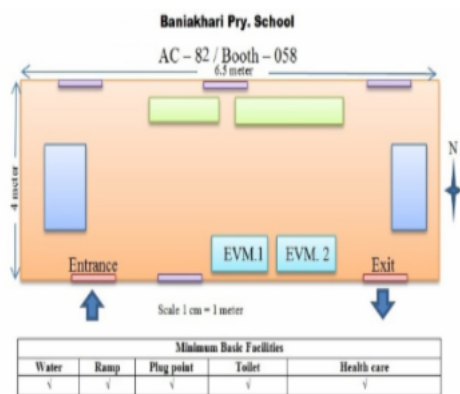 Baniakhari Pry. School
AC – 82 / Booth – 058
6.5 meter
4 meter
N
EVM.1 EVM. 2
Entrance Exit
Scale 1 cm = 1 meter
Minimum Basic Facilities
Water Ramp Plug point Toilet Health care
√ √ √ √ √